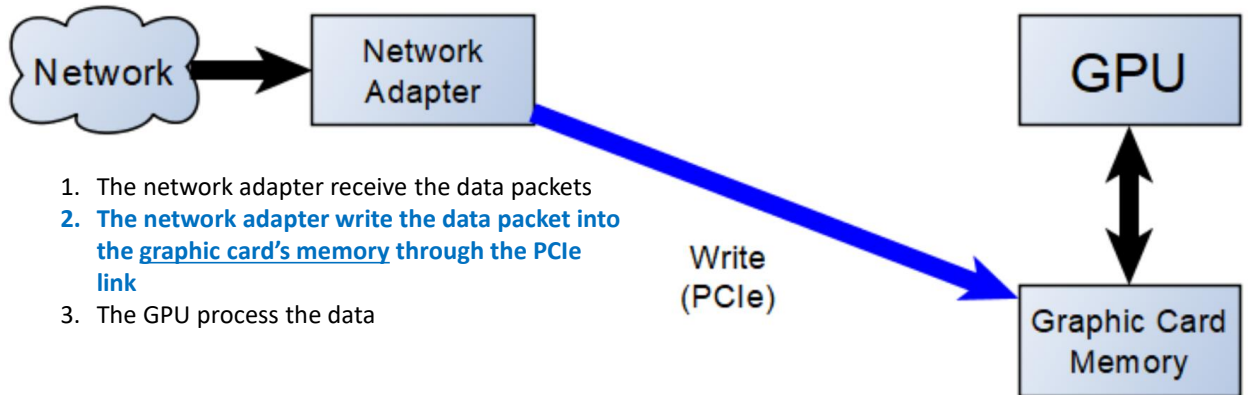 Network
Network
Adapter
GPU
1. The network adapter receive the data packets
2. The network adapter write the data packet into
the graphic card's memory through the PCIe
link
3. The GPU process the data
Write
(PCIe)
Graphic Card
Memory